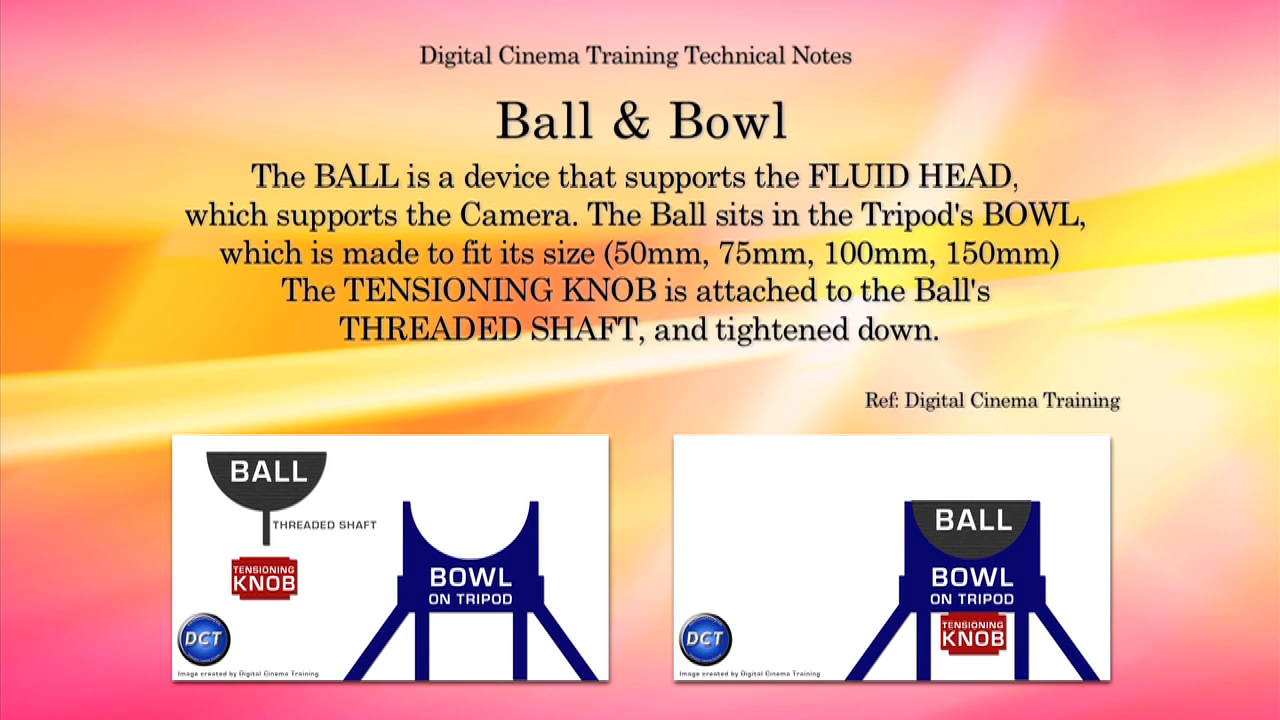 Digital Cinema Training Technical Notes
Ball & Bowl
The BALL is a device that supports the FLUID HEAD,
which supports the Camera. The Ball sits in the Tripod's BOWL,
which is made to fit its size (50mm, 75mm, 100mm, 150mm)
The TENSIONING KNOB is attached to the Ball's
THREADED SHAFT, and tightened down.
Ref: Digital Cinema Training
BALL
THREADED SHAFT
TENSIONING
KNOB
BOWL
ON TRIPOD
DCT
Image created by Digital Cinema Training
BALL
BOWL
ON TRIPOD
TENSIONING
KNOB
DCT
Image created by Digital Cinema Training